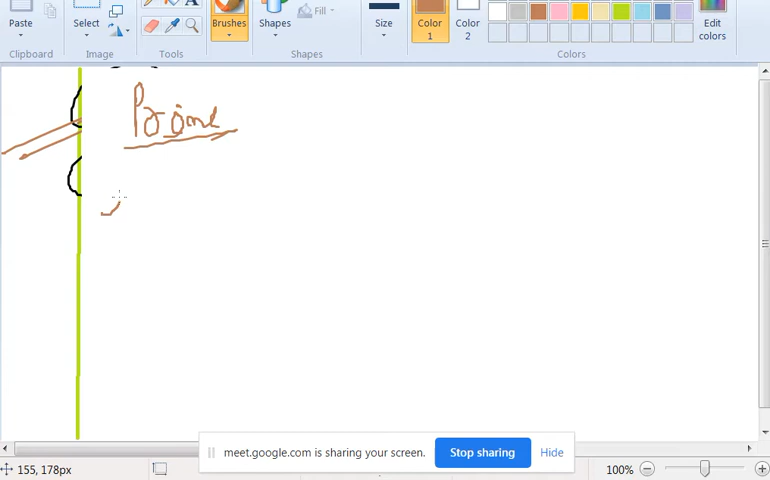 Paste
Select
Brushes
Shapes
Fill
Size
Color 1
Color 2
Edit colors
Clipboard
Image
Tools
Shapes
Colors
Prime
meet.google.com is sharing your screen.
Stop sharing
Hide
155, 178px
100%